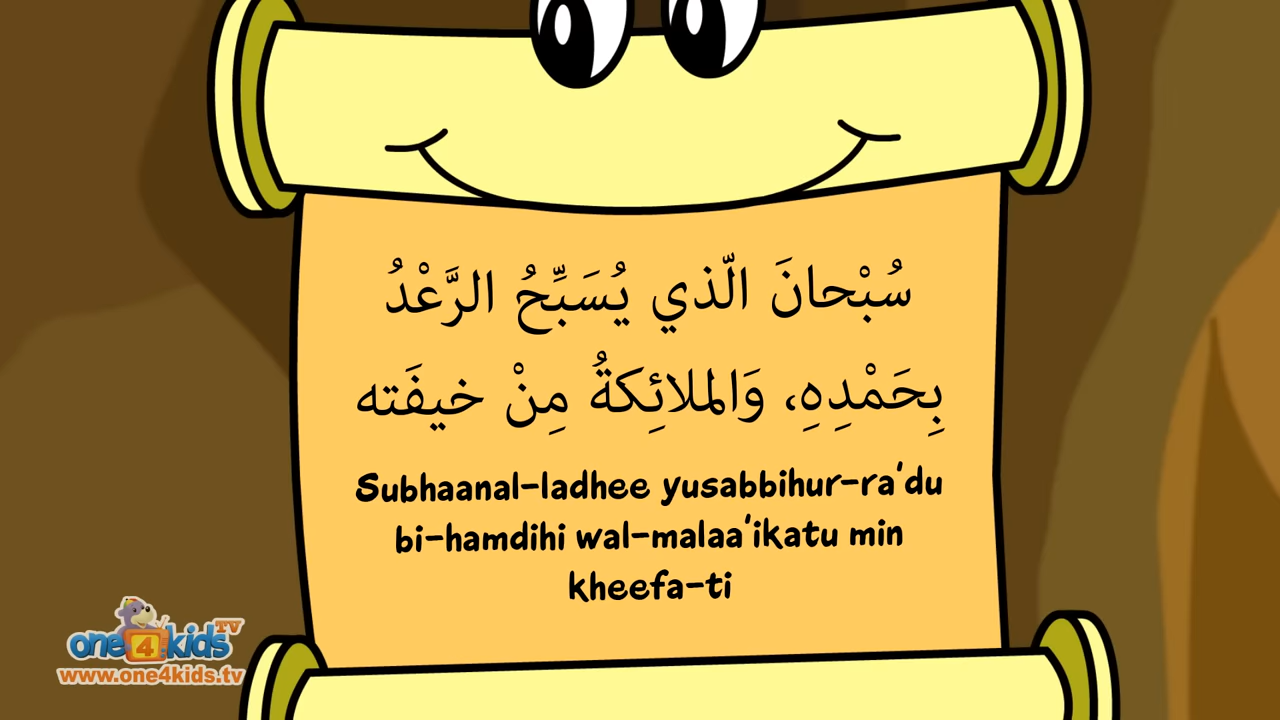 سُبْحانَ الّذي يُسَبِّحُ الرَّعْدُ
بِحَمْدِهِ، وَالملائِكةُ مِنْ خيفَته
Subhaanal-ladhee yusabbihur-ra'du
bi-hamdihi wal-malaa'ikatu min
kheefa-ti
one4kids TV
www.one4kids.tv